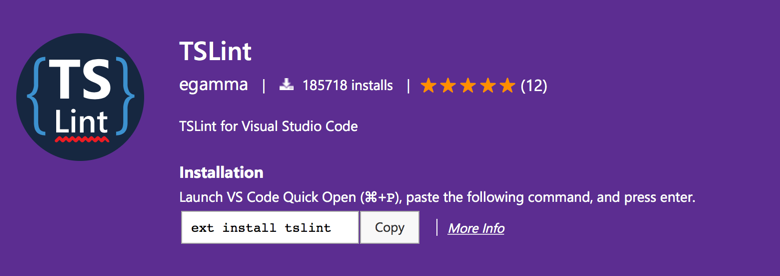 {TS}
Lint
TSLint
egamma | 185718 installs | ★★★★★ (12)
TSLint for Visual Studio Code
Installation
Launch VS Code Quick Open (⌘+P), paste the following command, and press enter.
ext install tslint Copy | More Info